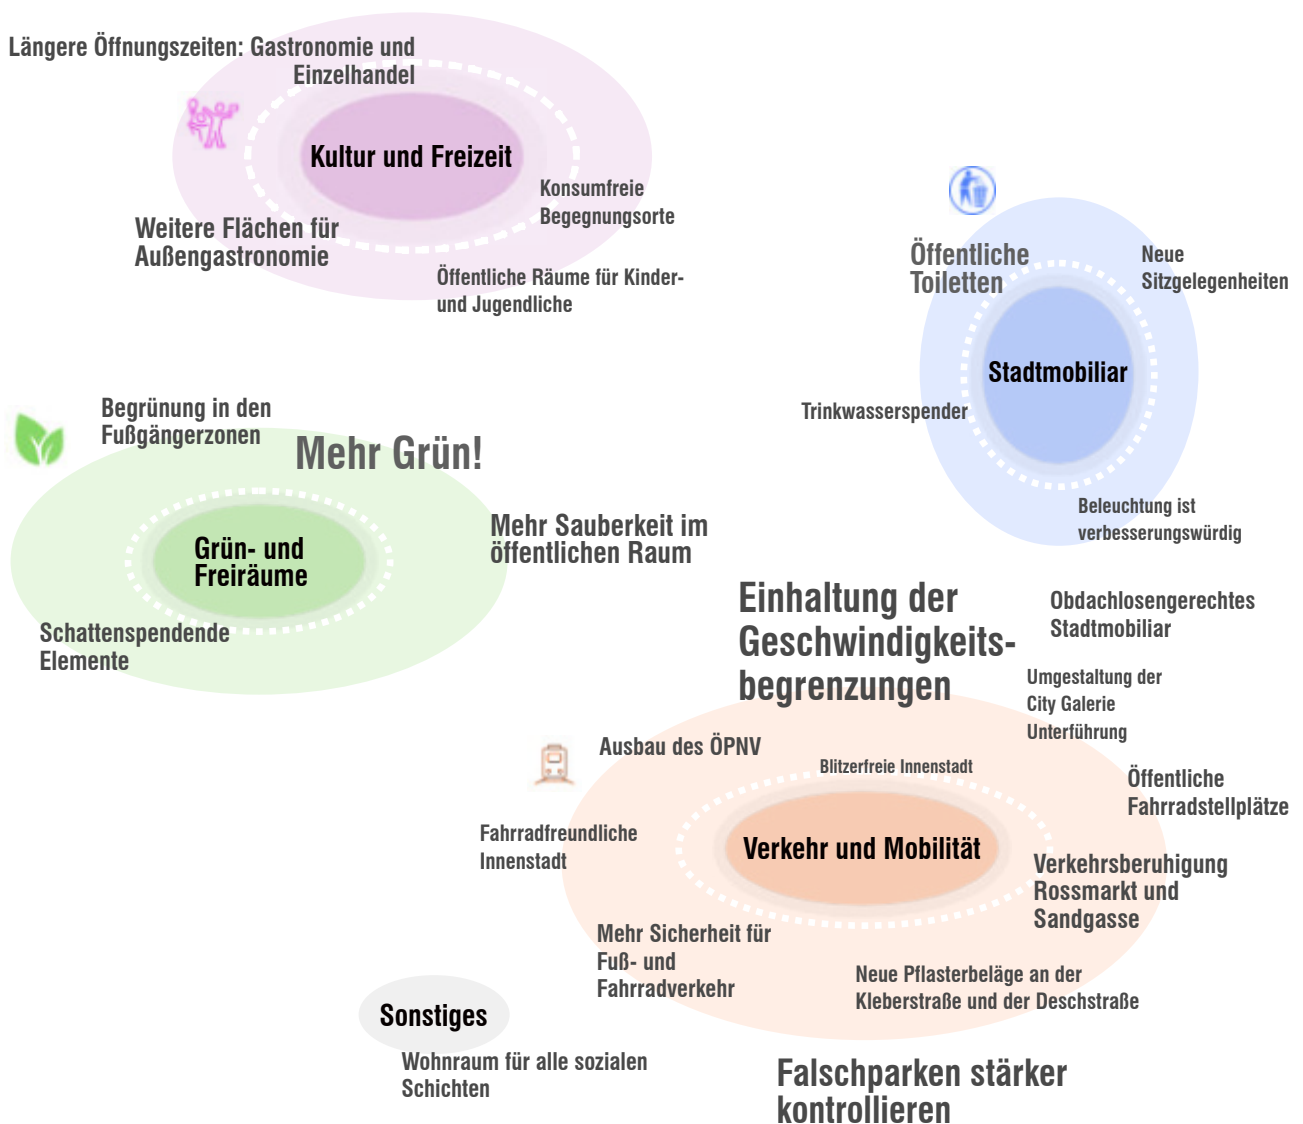 Längere Öffnungszeiten: Gastronomie und
Einzelhandel
Kultur und Freizeit
Konsumfreie
Begegnungsorte
Weitere Flächen für
Außengastronomie
Öffentliche Räume für Kinder-
und Jugendliche
Öffentliche
Toiletten
Neue
Sitzgelegenheiten
Stadtmobiliar
Trinkwasserspender
Beleuchtung ist
verbesserungswürdig
Obdachlosengerechtes
Stadtmobiliar
Umgestaltung der
City Galerie
Unterführung
Begrünung in den
Fußgängerzonen
Mehr Grün!
Mehr Sauberkeit im
öffentlichen Raum
Grün- und
Freiräume
Schattenspendende
Elemente
Einhaltung der
Geschwindigkeits-
begrenzungen
Ausbau des ÖPNV
Blitzerfreie Innenstadt
Öffentliche
Fahrradstellplätze
Fahrradfreundliche
Innenstadt
Verkehr und Mobilität
Verkehrsberuhigung
Rossmarkt und
Sandgasse
Mehr Sicherheit für
Fuß- und
Fahrradverkehr
Neue Pflasterbeläge an der
Kleberstraße und der Deschstraße
Falschparken stärker
kontrollieren
Sonstiges
Wohnraum für alle sozialen
Schichten